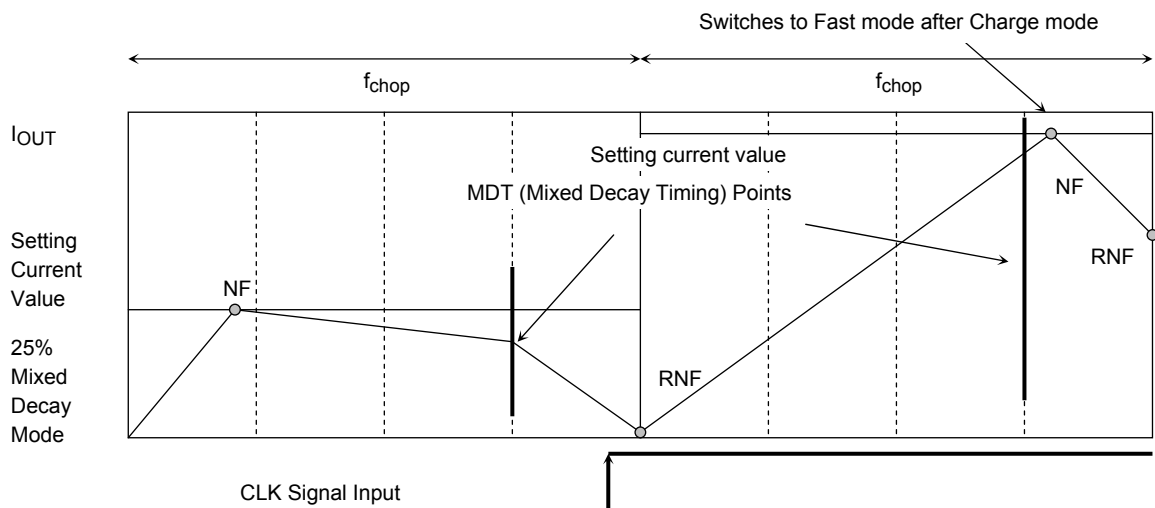 Switches to Fast mode after Charge mode
fchop
fchop
IOUT
Setting current value
MDT (Mixed Decay Timing) Points
NF
Setting
Current
Value
NF
RNF
25%
Mixed
Decay
Mode
RNF
CLK Signal Input